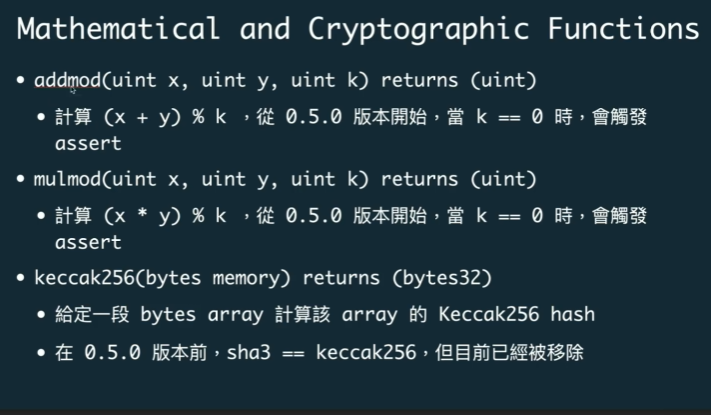 Mathematical and Cryptographic Functions
• addmod(uint x, uint y, uint k) returns (uint)
• 計算 (x + y) % k ，從 0.5.0 版本開始，當 k == 0 時，會觸發
assert
• mulmod(uint x, uint y, uint k) returns (uint)
• 計算 (x * y) % k ，從 0.5.0 版本開始，當 k == 0 時，會觸發
assert
• keccak256(bytes memory) returns (bytes32)
• 給定一段 bytes array 計算該 array 的 Keccak256 hash
• 在 0.5.0 版本前，sha3 == keccak256，但目前已經被移除